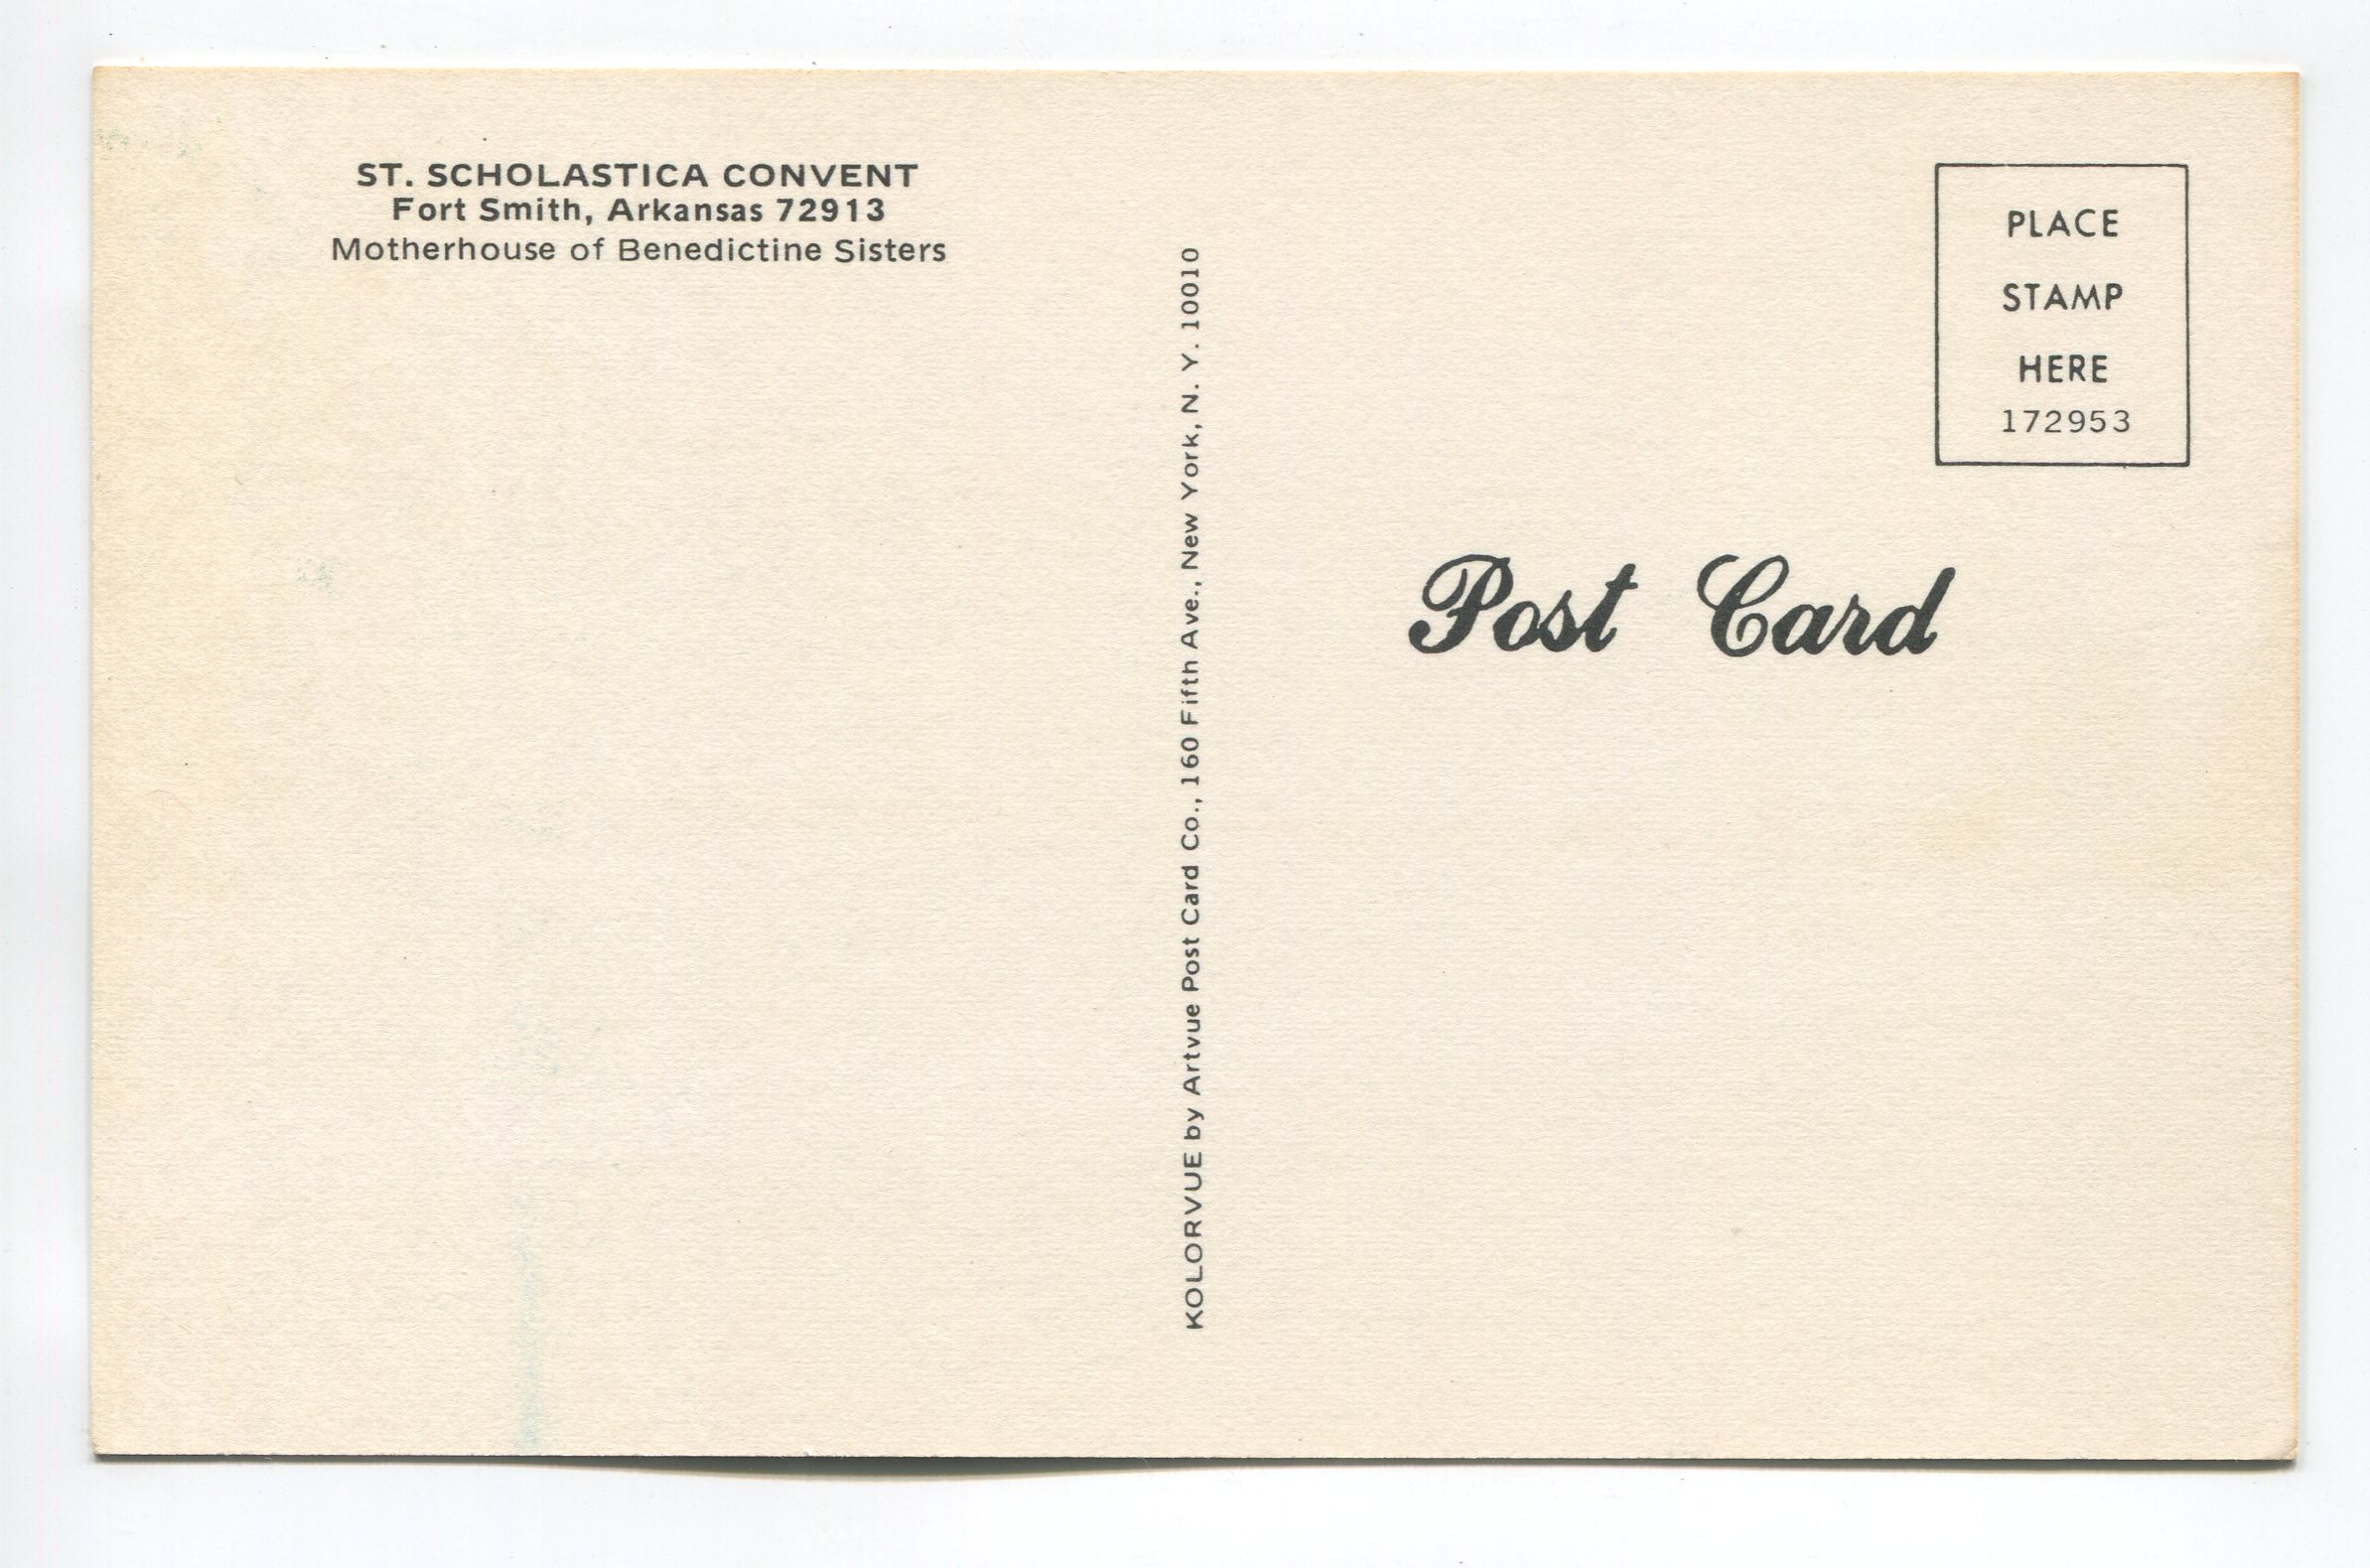 ST. SCHOLASTICA CONVENT
Fort Smith, Arkansas 72913
Motherhouse of Benedictine Sisters
KOLORVUE by Artvue Post Card Co., 160 Fifth Ave., New York, N. Y. 10010
PLACE
STAMP
HERE
172953
Post Card